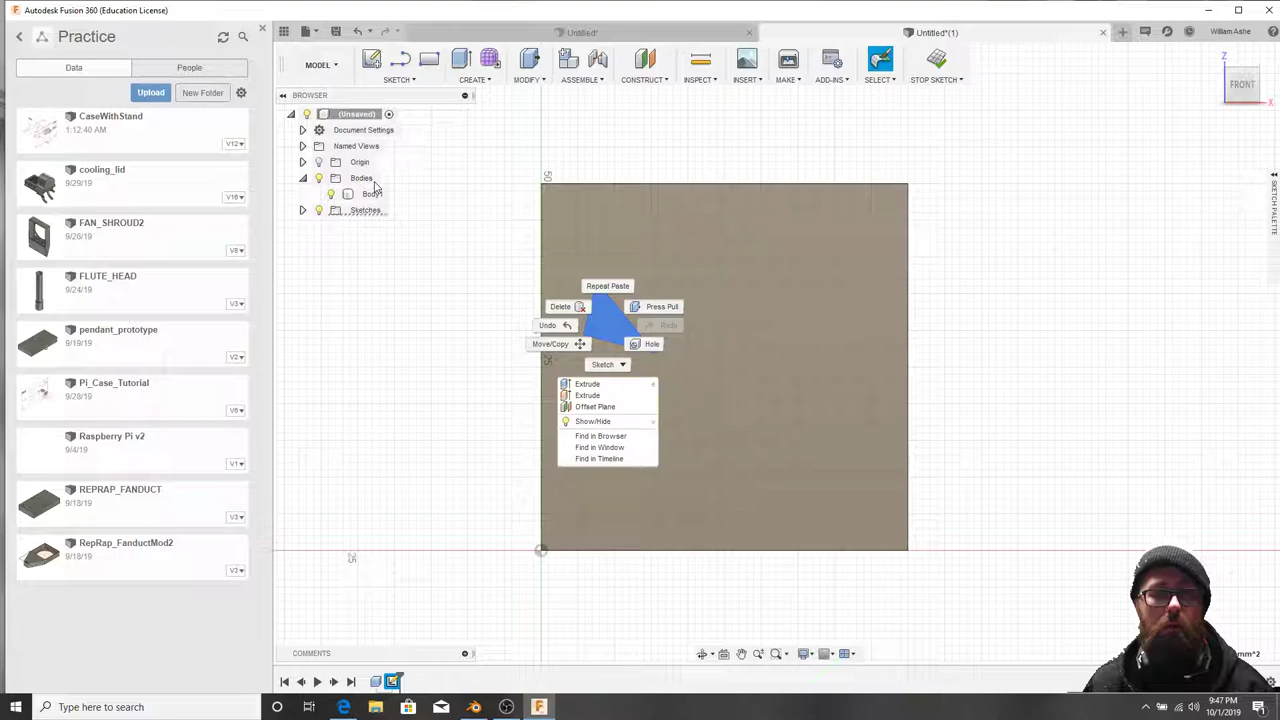 Autodesk Fusion 360 (Education License)
Practice
Untitled*
Untitled*(1)
William Ashe
Data
People
MODEL
SKETCH
CREATE
MODIFY
ASSEMBLE
CONSTRUCT
INSPECT
INSERT
MAKE
ADD-INS
SELECT
STOP SKETCH
Upload
New Folder
BROWSER
Z
FRONT
X
CaseWithStand
1:12:40 AM
V12
(Unsaved)
Document Settings
Named Views
Origin
Bodies
Body1
Sketches
cooling_lid
9/29/19
V16
50
SKETCH PALETTE
FAN_SHROUD2
9/26/19
V8
FLUTE_HEAD
9/24/19
V3
Repeat Paste
Delete
Press Pull
Undo
Redo
Move/Copy
Hole
25
Sketch
pendant_prototype
9/19/19
V2
Extrude
e
Extrude
Offset Plane
Show/Hide
v
Find in Browser
Find in Window
Find in Timeline
Pi_Case_Tutorial
9/28/19
V6
Raspberry Pi v2
9/4/19
V1
REPRAP_FANDUCT
9/18/19
V3
RepRap_FanductMod2
9/18/19
V3
25
COMMENTS
Type here to search
9:47 PM
10/1/2019